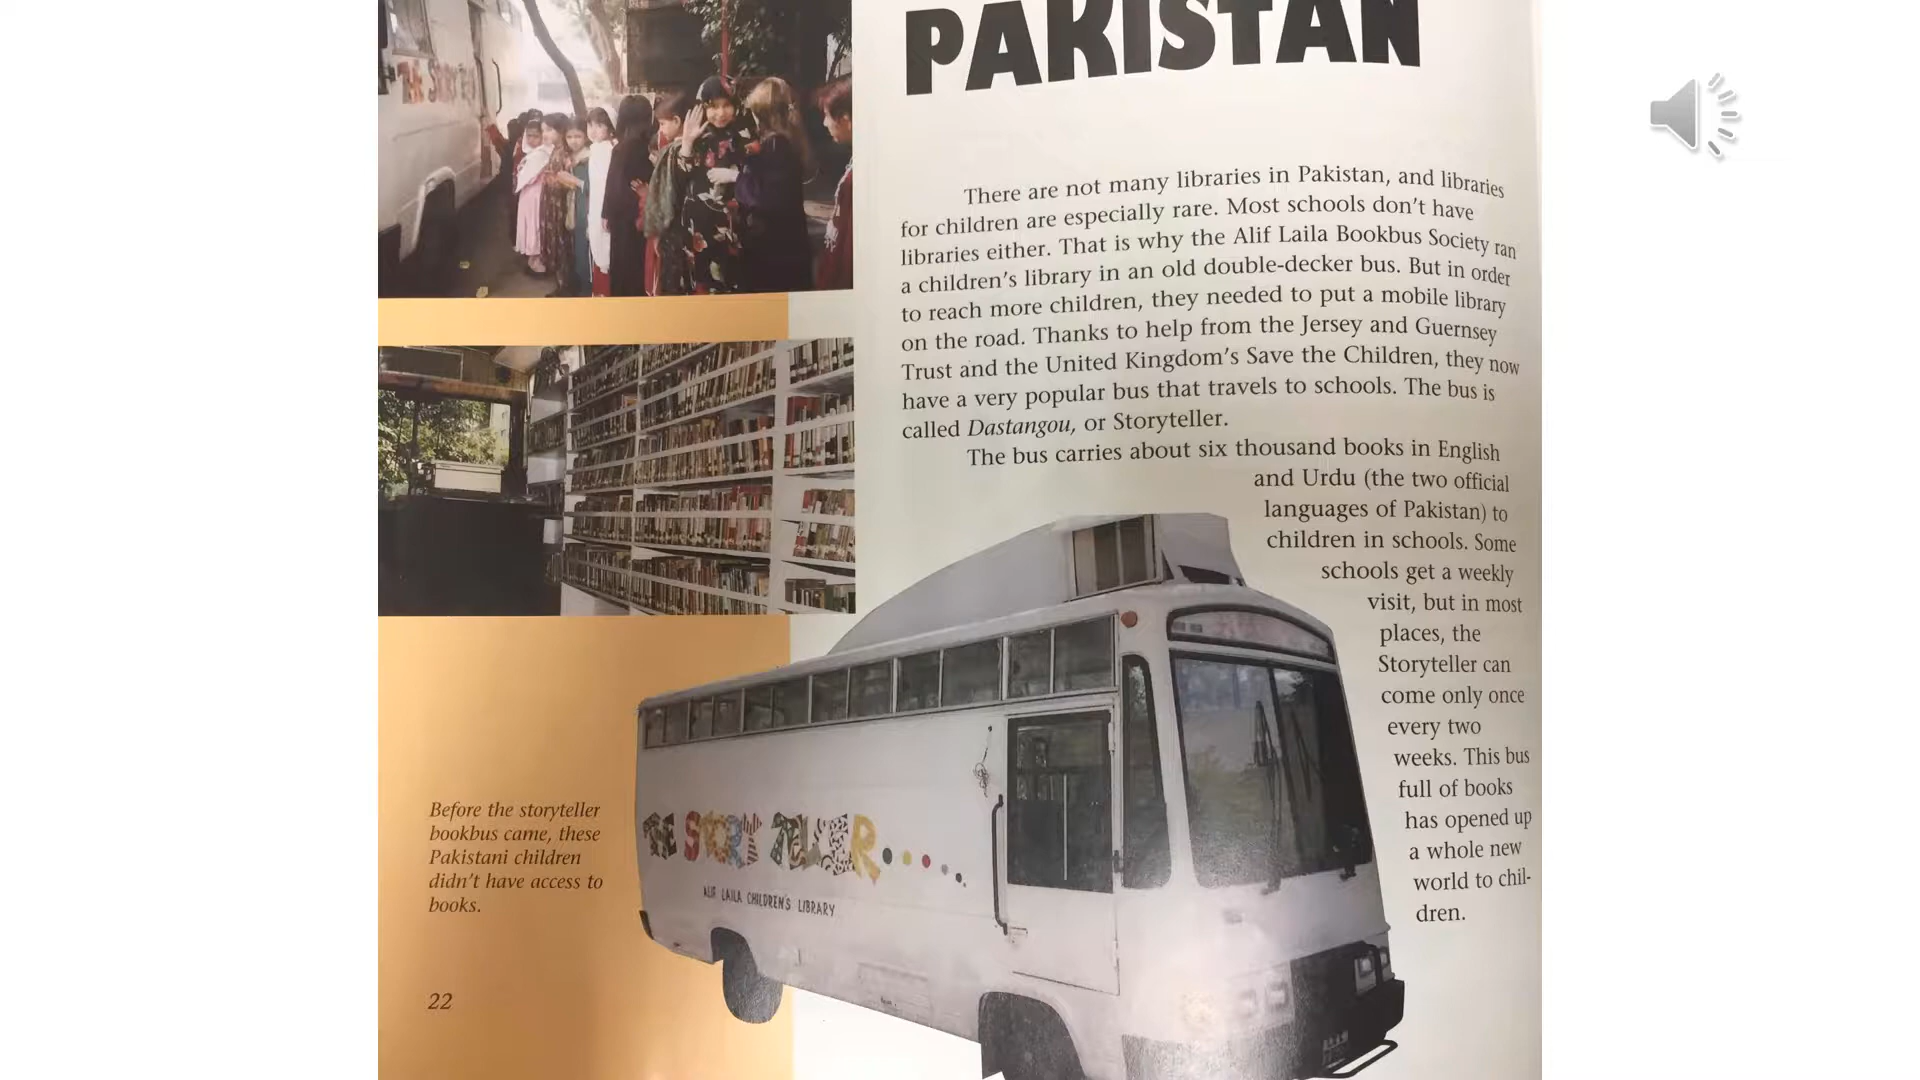 PAKISTAN
There are not many libraries in Pakistan, and libraries
for children are especially rare. Most schools don't have
libraries either. That is why the Alif Laila Bookbus Society ran
a children's library in an old double-decker bus. But in order
to reach more children, they needed to put a mobile library
on the road. Thanks to help from the Jersey and Guernsey
Trust and the United Kingdom's Save the Children, they now
have a very popular bus that travels to schools. The bus is
called Dastangou, or Storyteller.
The bus carries about six thousand books in English
and Urdu (the two official
languages of Pakistan) to
children in schools. Some
schools get a weekly
visit, but in most
places, the
Storyteller can
come only once
every two
weeks. This bus
full of books
has opened up
a whole new
world to chil-
dren.
THE STORY TELLER.....
ALIF LAILA CHILDREN'S LIBRARY
Before the storyteller
bookbus came, these
Pakistani children
didn't have access to
books.
22